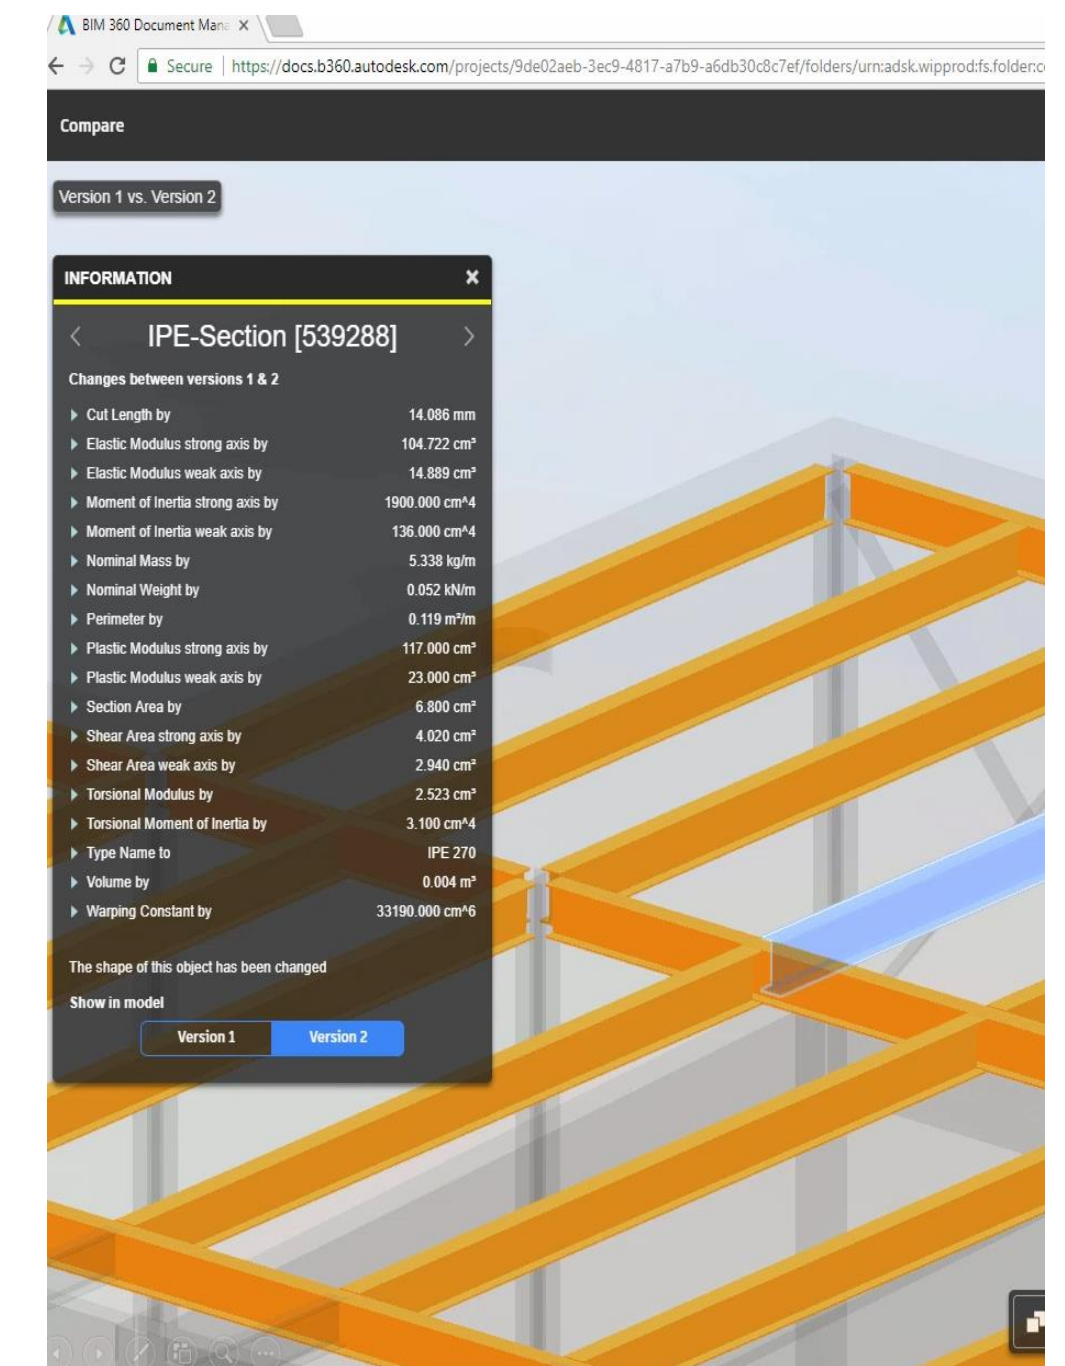 BIM 360 Document Mana
Secure | https://docs.b360.autodesk.com/projects/9de02aeb-3ec9-4817-a7b9-a6db30c8c7ef/folders/urn:adsk.wipprod:fs.folder:c
Compare
Version 1 vs. Version 2
INFORMATION
IPE-Section [539288]
Changes between versions 1 & 2
Cut Length by 14.086 mm
Elastic Modulus strong axis by 104.722 cm³
Elastic Modulus weak axis by 14.889 cm³
Moment of Inertia strong axis by 1900.000 cm^4
Moment of Inertia weak axis by 136.000 cm^4
Nominal Mass by 5.338 kg/m
Nominal Weight by 0.052 kN/m
Perimeter by 0.119 m²/m
Plastic Modulus strong axis by 117.000 cm³
Plastic Modulus weak axis by 23.000 cm³
Section Area by 6.800 cm²
Shear Area strong axis by 4.020 cm²
Shear Area weak axis by 2.940 cm²
Torsional Modulus by 2.523 cm³
Torsional Moment of Inertia by 3.100 cm^4
Type Name to IPE 270
Volume by 0.004 m³
Warping Constant by 33190.000 cm^6
The shape of this object has been changed
Show in model
Version 1 Version 2